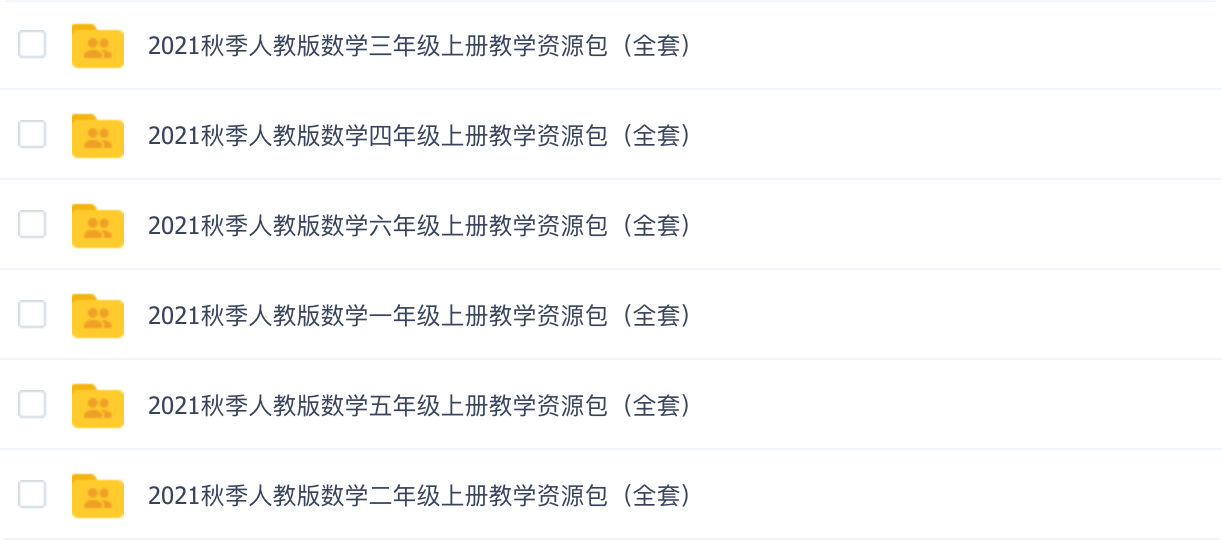 2021秋季人教版数学三年级上册教学资源包（全套）
2021秋季人教版数学四年级上册教学资源包（全套）
2021秋季人教版数学六年级上册教学资源包（全套）
2021秋季人教版数学一年级上册教学资源包（全套）
2021秋季人教版数学五年级上册教学资源包（全套）
2021秋季人教版数学二年级上册教学资源包（全套）